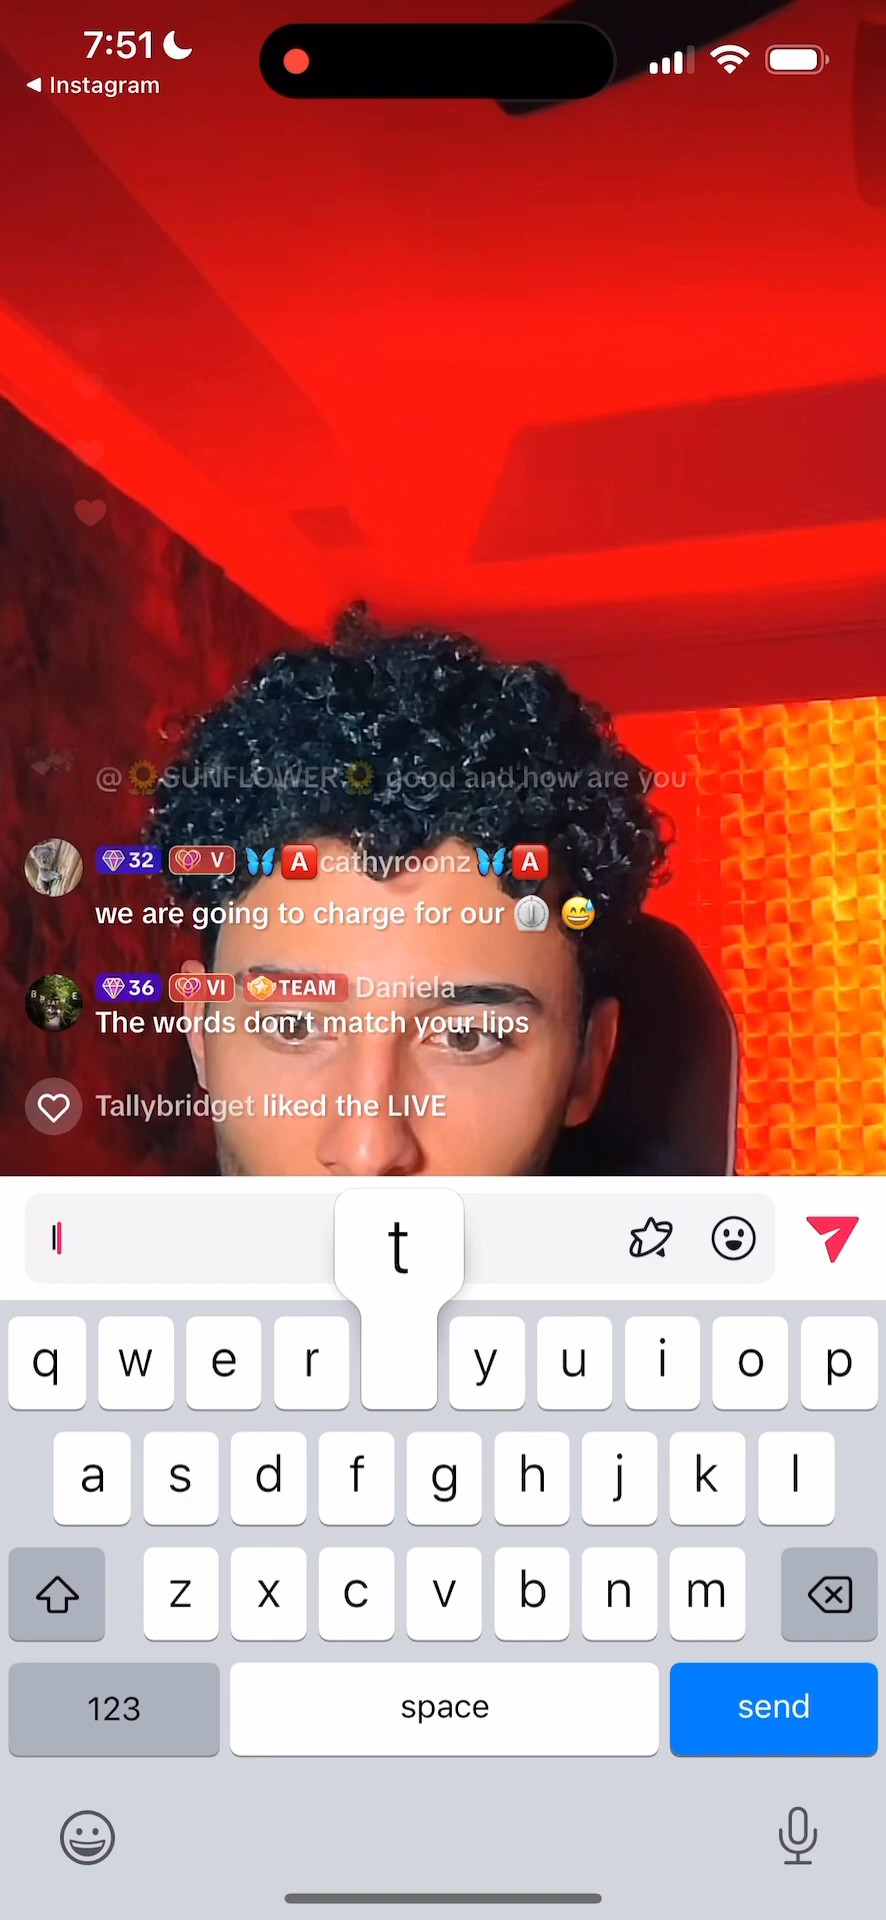 7:51
◀ Instagram
@🌻SUNFLOWER🌻 good and how are you
32 V 🦋🅰cathyroonz🦋🅰
we are going to charge for our ⏲ 😅
36 VI TEAM Daniela
The words don't match your lips
Tallybridget liked the LIVE
I
t
q w e r y u i o p
a s d f g h j k l
z x c v b n m
123 space send